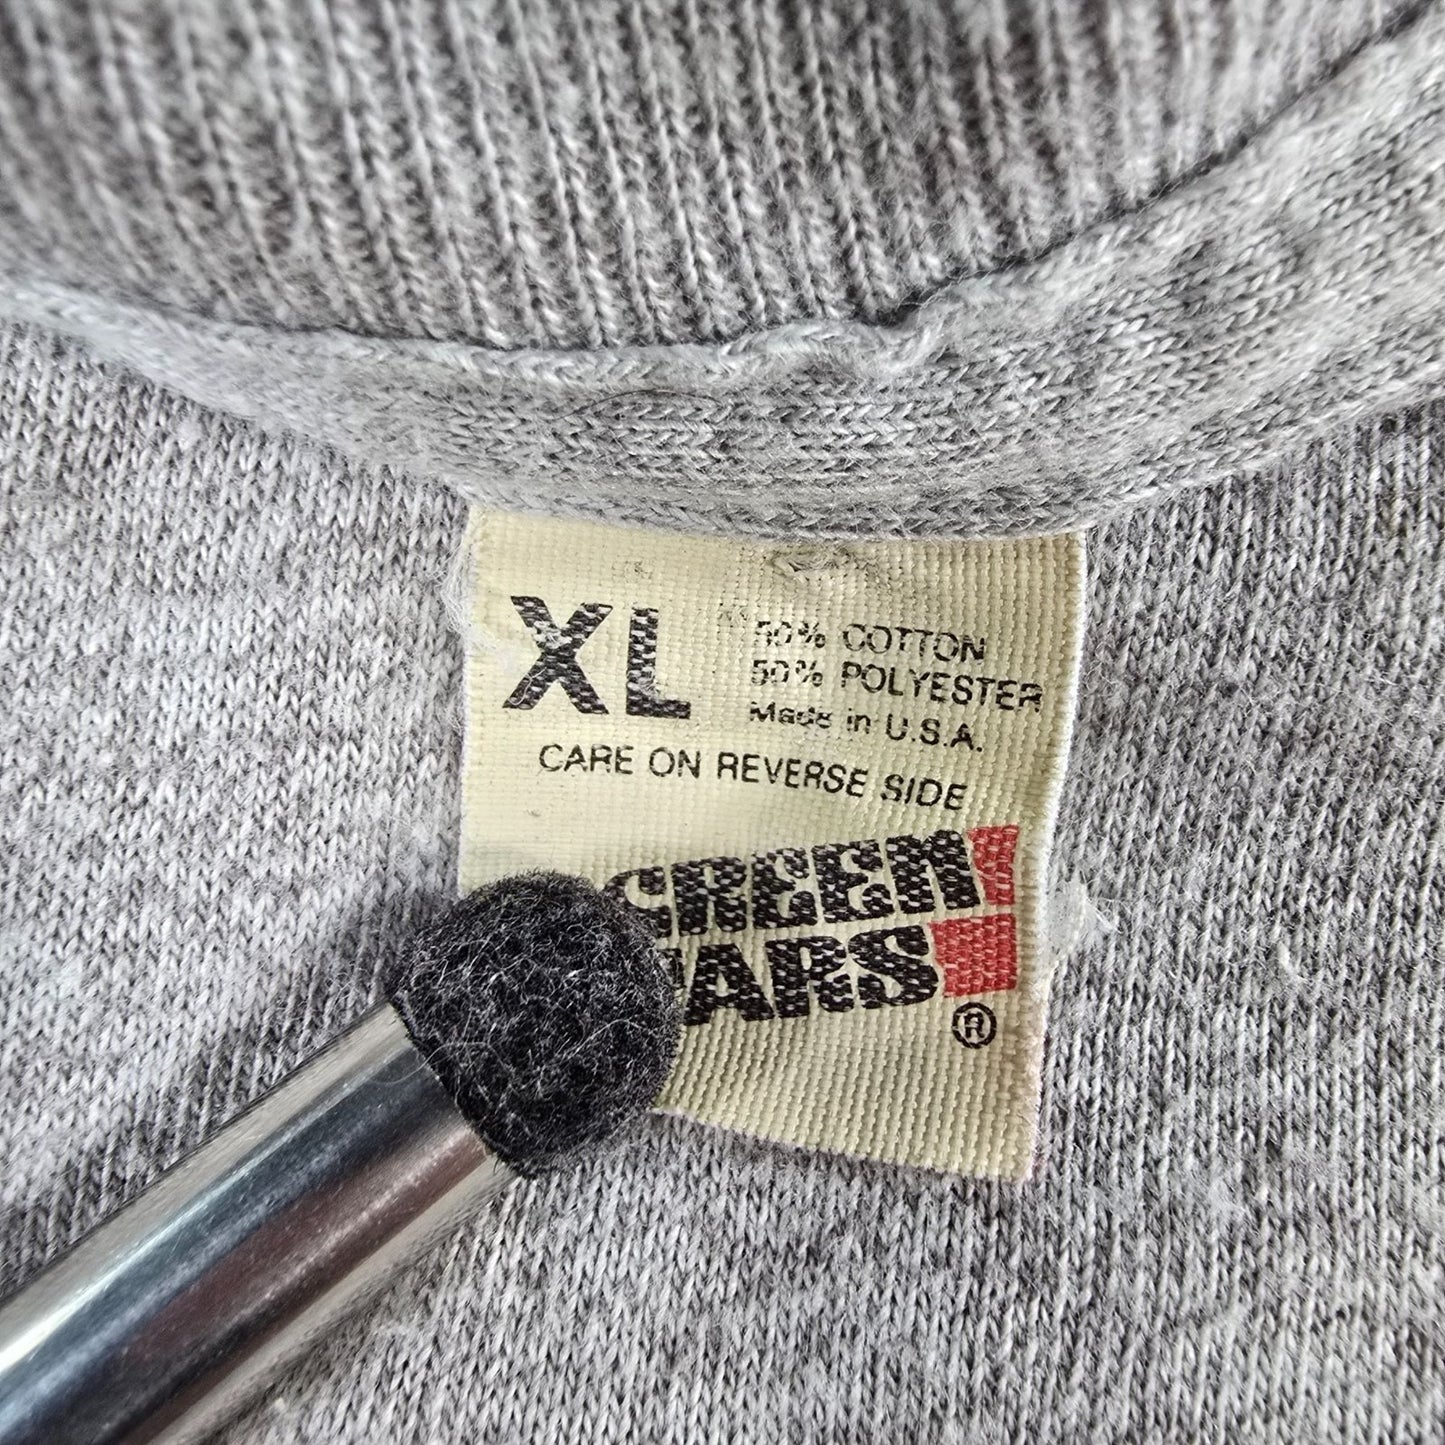 XL
50% COTTON
50% POLYESTER
Made in U.S.A.
CARE ON REVERSE SIDE
CREEN
ARS
®